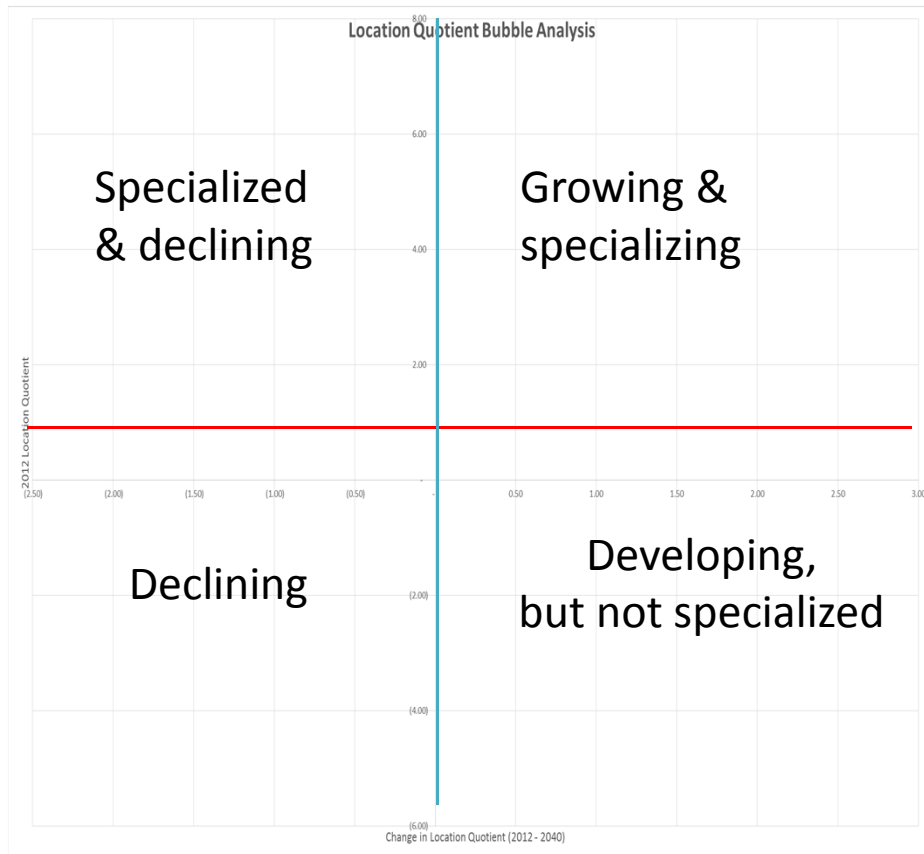 Location Quotient Bubble Analysis
8.00
6.00
Specialized
& declining
Growing &
specializing
4.00
2.00
2012 Location Quotient
-
(2.50) (2.00) (1.50) (1.00) (0.50) - 0.50 1.00 1.50 2.00 2.50 3.00
Declining
Developing,
but not specialized
(2.00)
(4.00)
(6.00)
Change in Location Quotient (2012 - 2040)